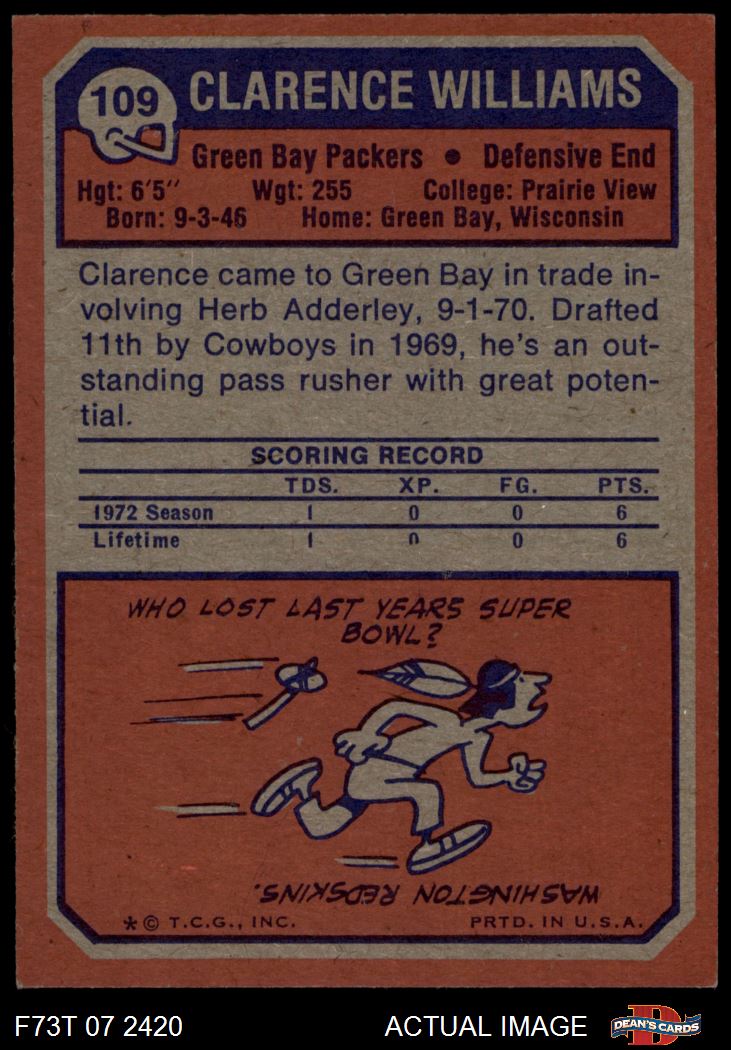 109
CLARENCE WILLIAMS
Green Bay Packers • Defensive End
Hgt: 6'5" Wgt: 255 College: Prairie View
Born: 9-3-46 Home: Green Bay, Wisconsin
Clarence came to Green Bay in trade in-
volving Herb Adderley, 9-1-70. Drafted
11th by Cowboys in 1969, he's an out-
standing pass rusher with great poten-
tial.
SCORING RECORD
TDS. XP. FG. PTS.
1972 Season 1 0 0 6
Lifetime 1 0 0 6
WHO LOST LAST YEARS SUPER
BOWL?
WASHINGTON REDSKINS.
* © T.C.G., INC. PRTD. IN U.S.A.
F73T 07 2420 ACTUAL IMAGE DEAN'S CARDS